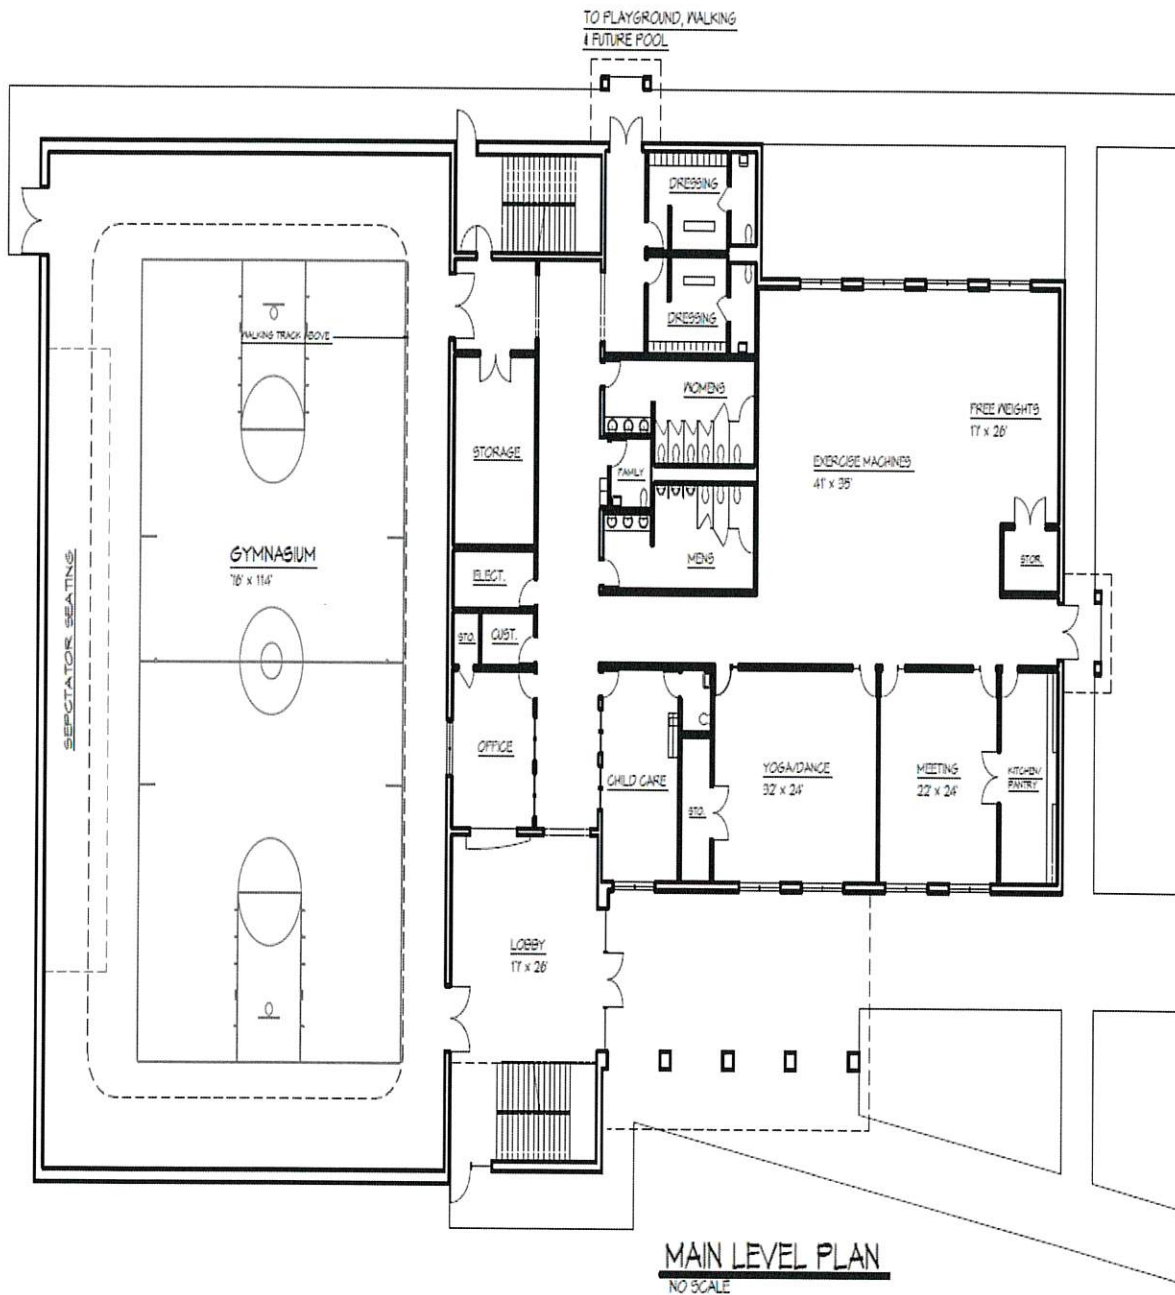 TO PLAYGROUND, WALKING
& FUTURE POOL
DRESSING
DRESSING
WALKING TRACK ABOVE
WOMENS
FREE WEIGHTS
17' x 26'
STORAGE
EXERCISE MACHINES
41' x 35'
FAMILY
GYMNASIUM
76' x 114'
MENS
STOR.
ELECT.
STO.
CUST.
SEPCTATOR SEATING
OFFICE
CHILD CARE
STO.
YOGA/DANCE
32' x 24'
MEETING
22' x 24'
KITCHEN/
PANTRY
LOBBY
17' x 26'
MAIN LEVEL PLAN
NO SCALE